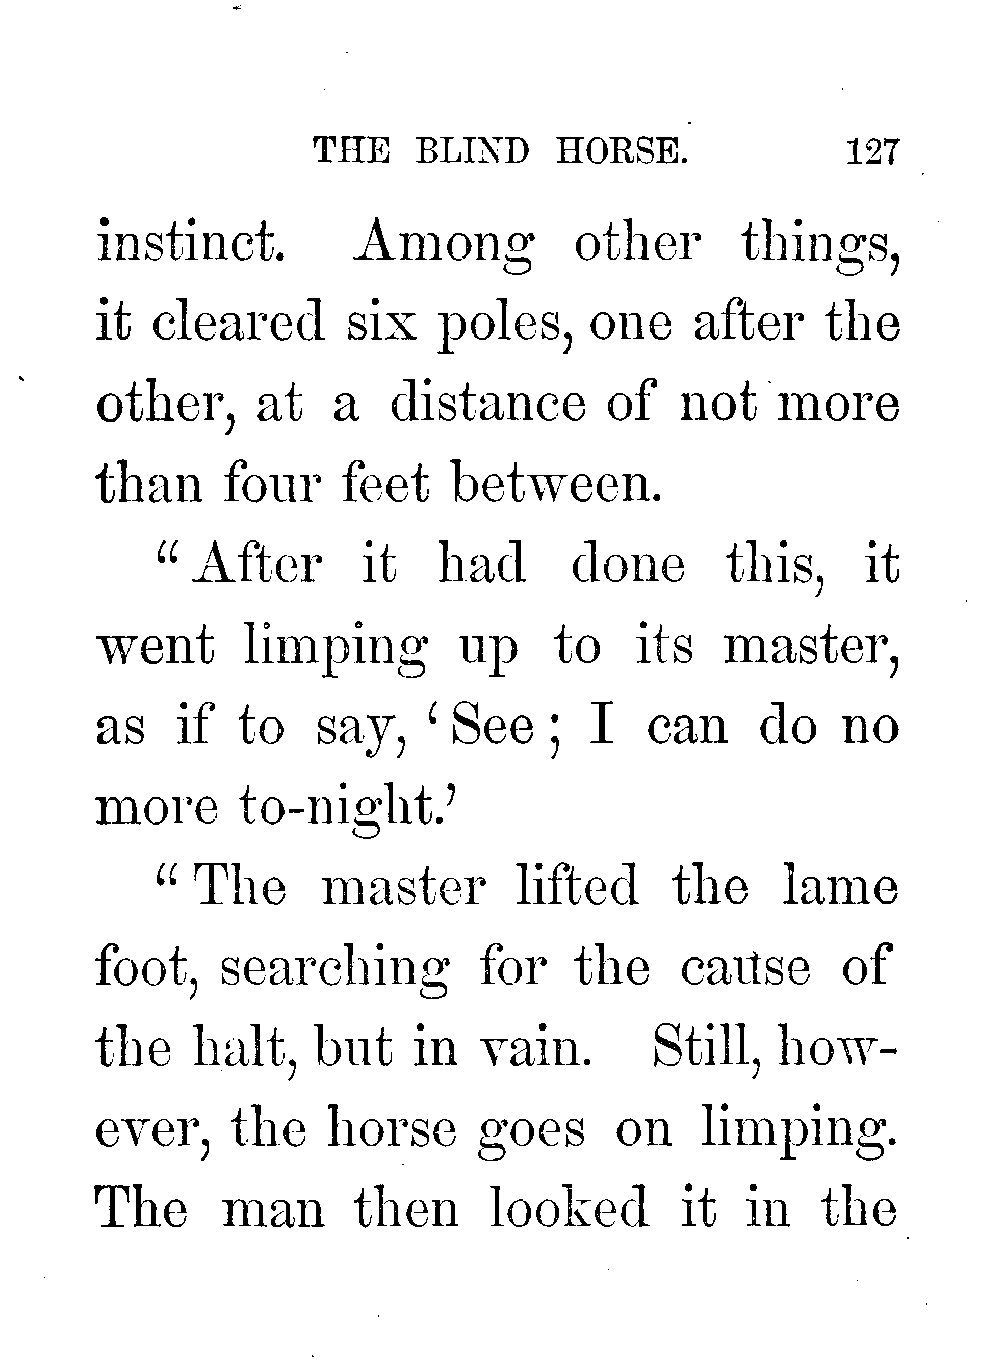 THE BLIND HORSE. 127
instinct. Among other things,
it cleared six poles, one after the
other, at a distance of not more
than four feet between.
“After it had done this, it
went limping up to its master,
as if to say, ‘See; I can do no
more to-night.’
“The master lifted the lame
foot, searching for the cause of
the halt, but in vain. Still, how-
ever, the horse goes on limping.
The man then looked it in the